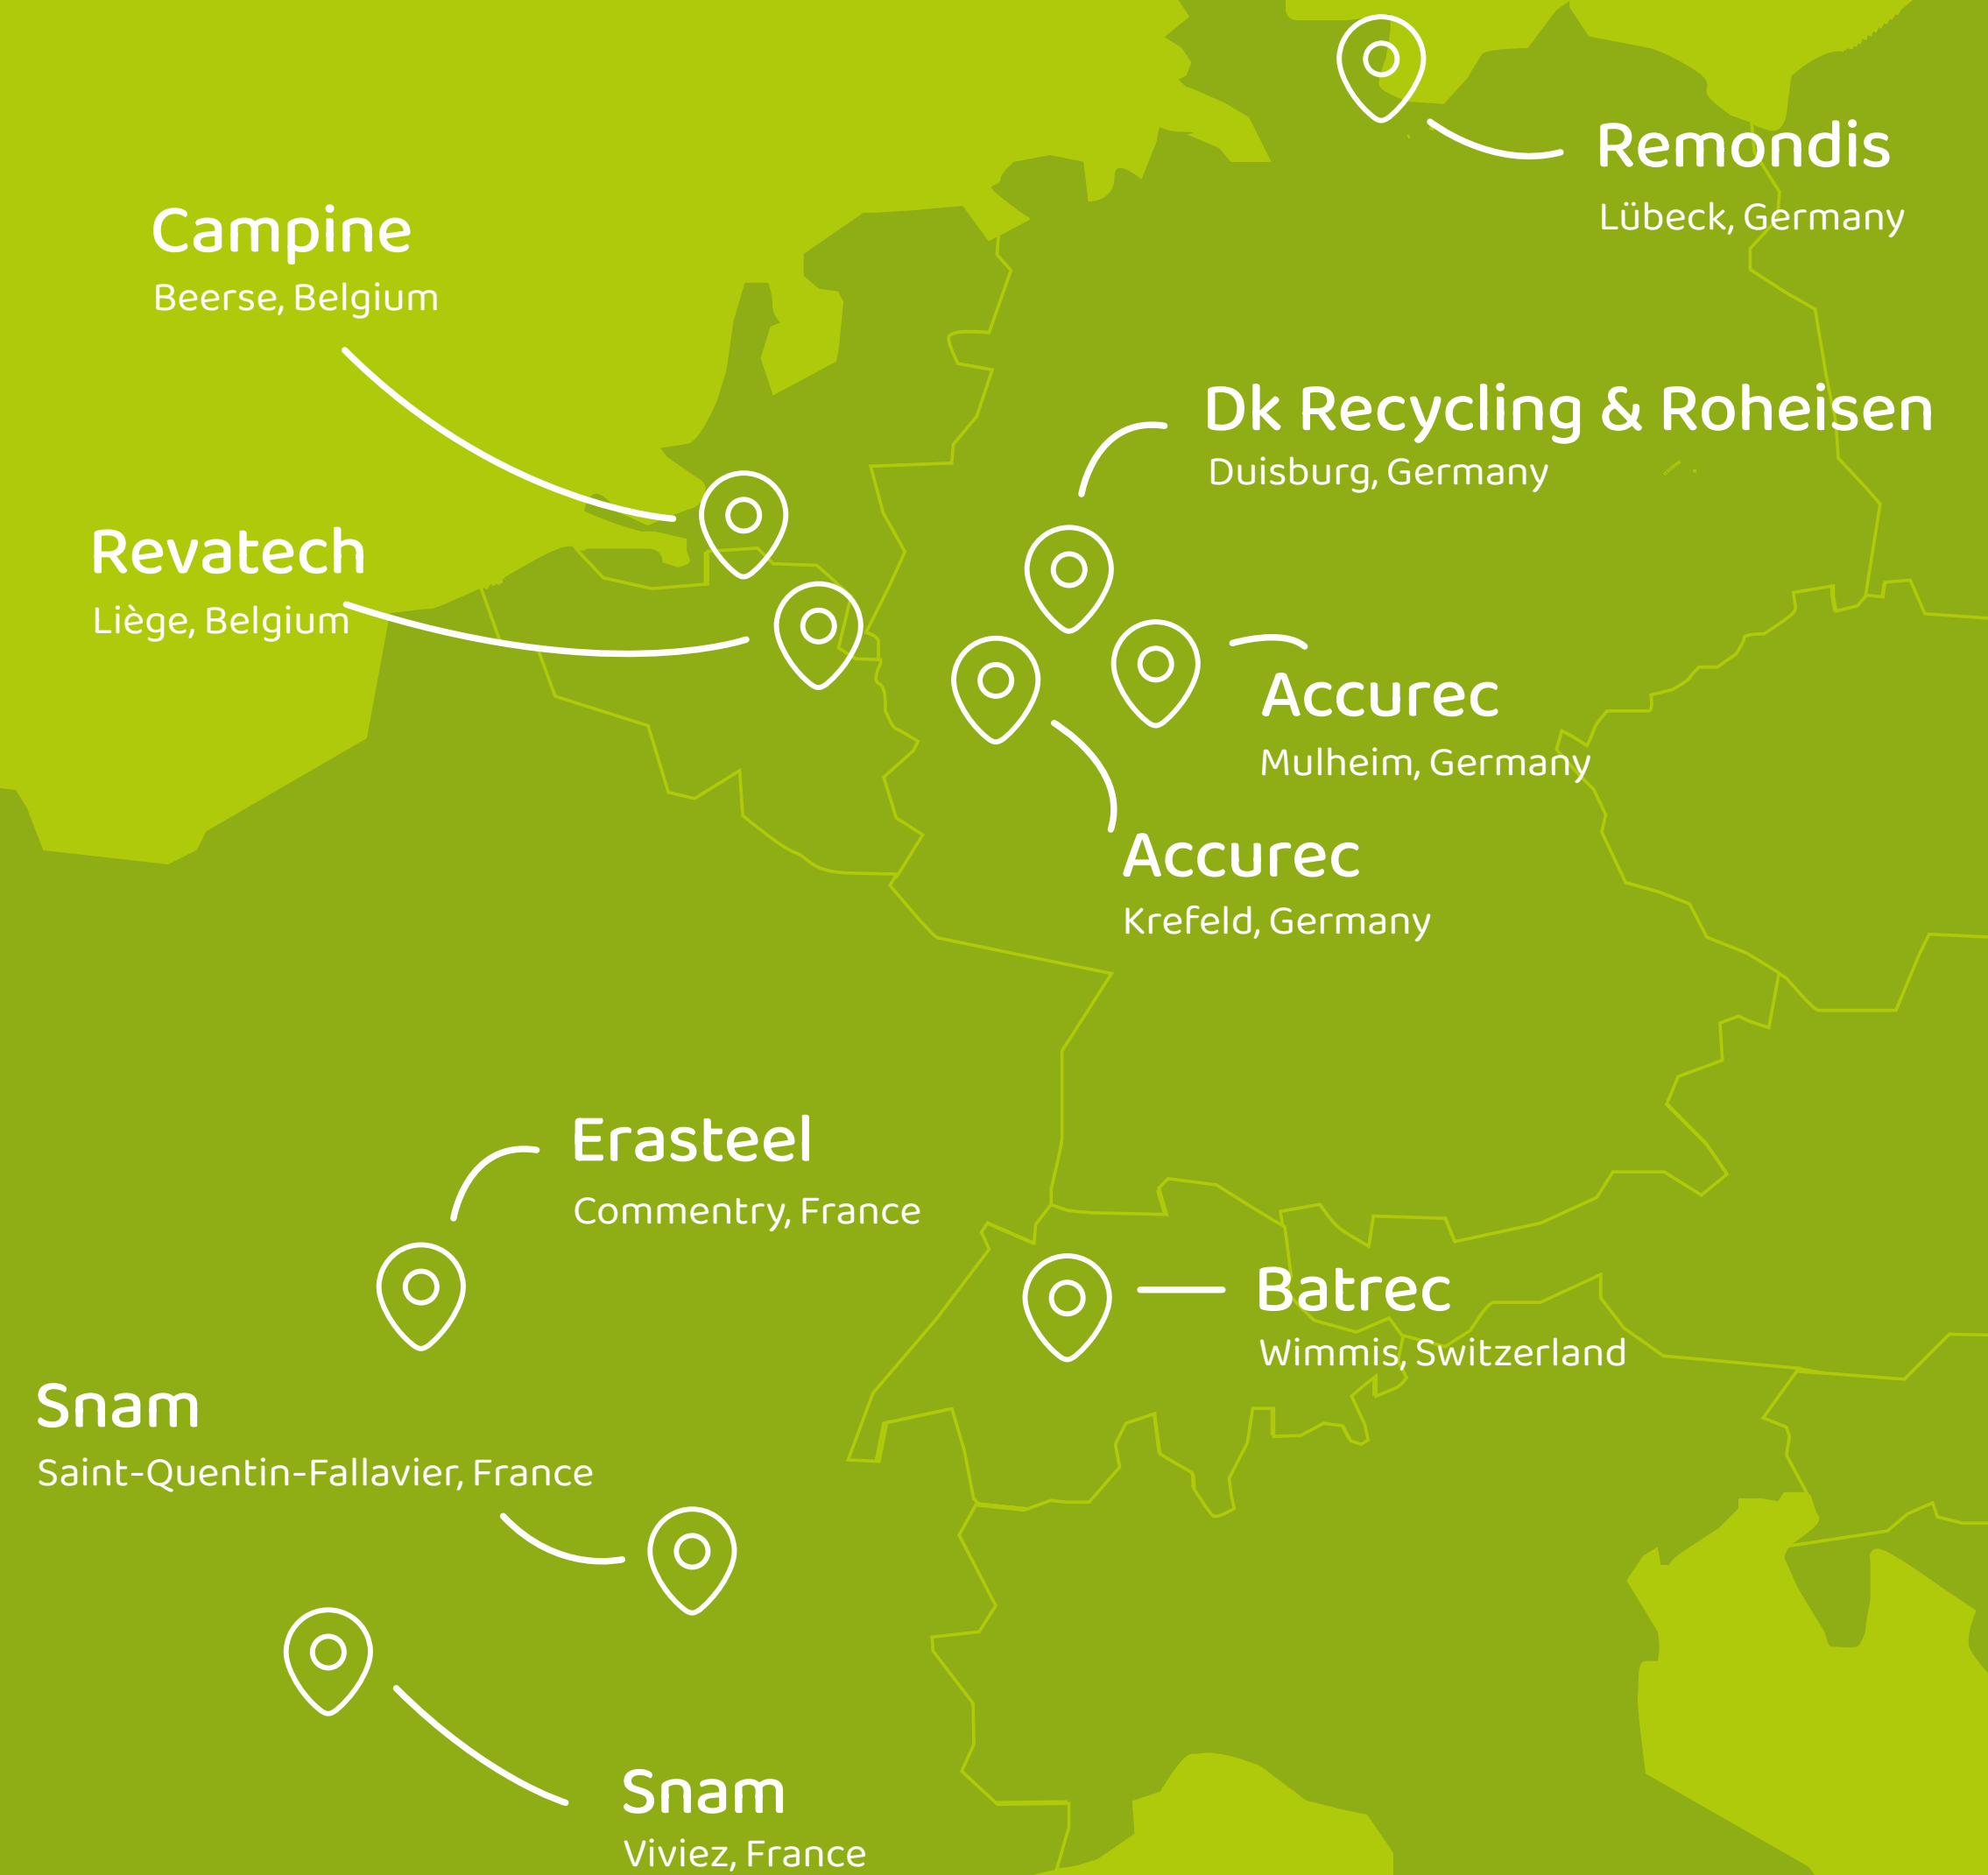 Remondis
Lübeck, Germany
Campine
Beerse, Belgium
Dk Recycling & Roheisen
Duisburg, Germany
Revatech
Liège, Belgium
Accurec
Mulheim, Germany
Accurec
Krefeld, Germany
Erasteel
Commentry, France
Batrec
Wimmis, Switzerland
Snam
Saint-Quentin-Fallavier, France
Snam
Viviez, France